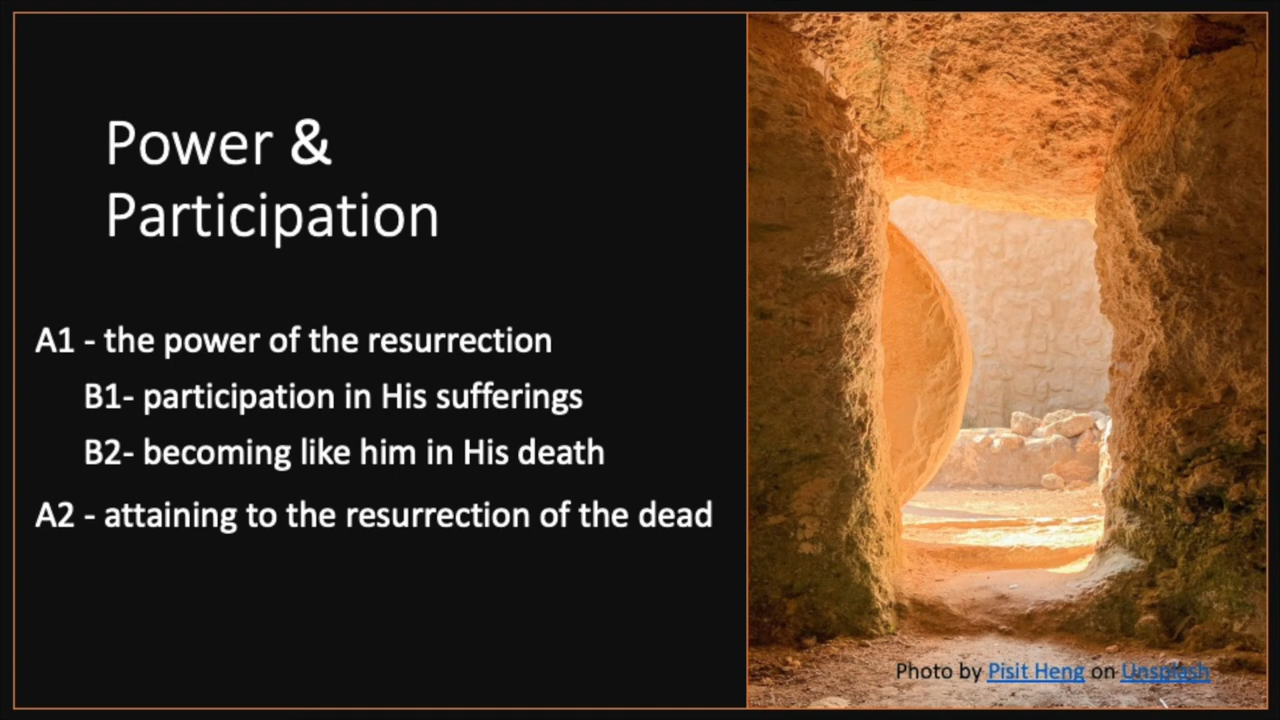 Power &
Participation
A1 - the power of the resurrection
B1- participation in His sufferings
B2- becoming like him in His death
A2 - attaining to the resurrection of the dead
Photo by Pisit Heng on Unsplash